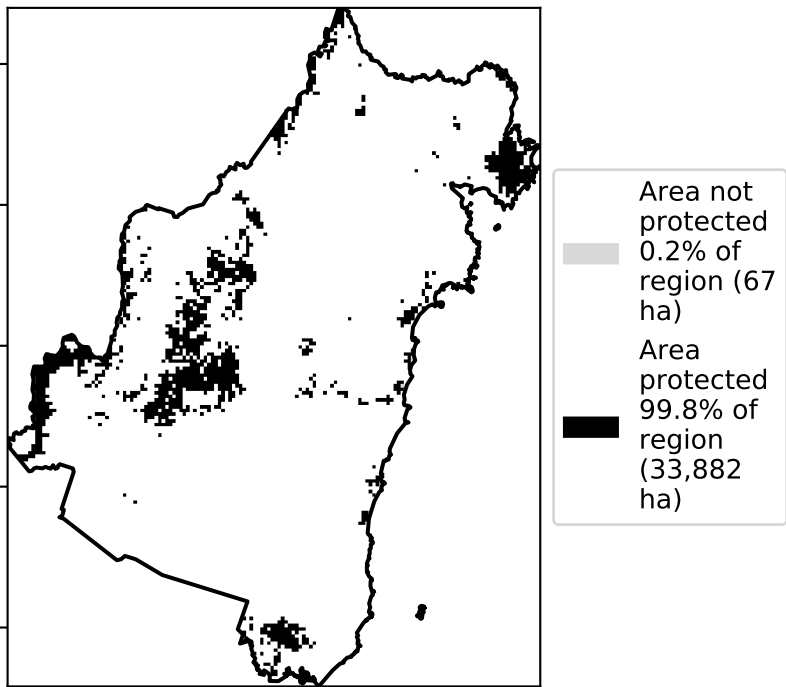 Area not
protected
0.2% of
region (67
ha)
Area
protected
99.8% of
region
(33,882
ha)